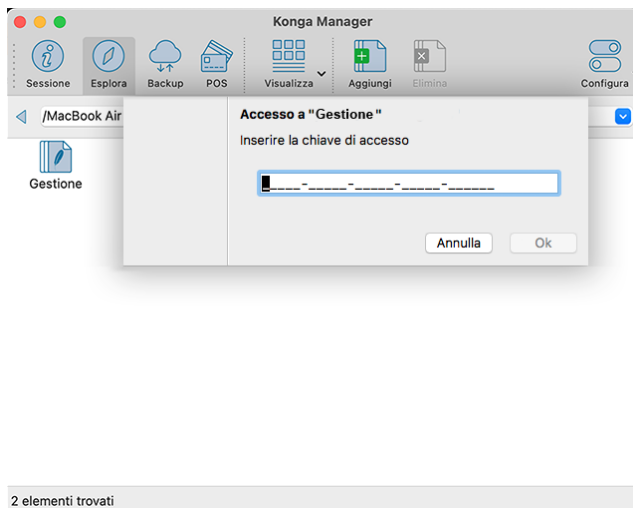 Konga Manager
Sessione Esplora Backup POS Visualizza Aggiungi Elimina Configura
/MacBook Air
Accesso a "Gestione"
Inserire la chiave di accesso
_____-_____-_____-_____-______
Gestione
Annulla Ok
2 elementi trovati